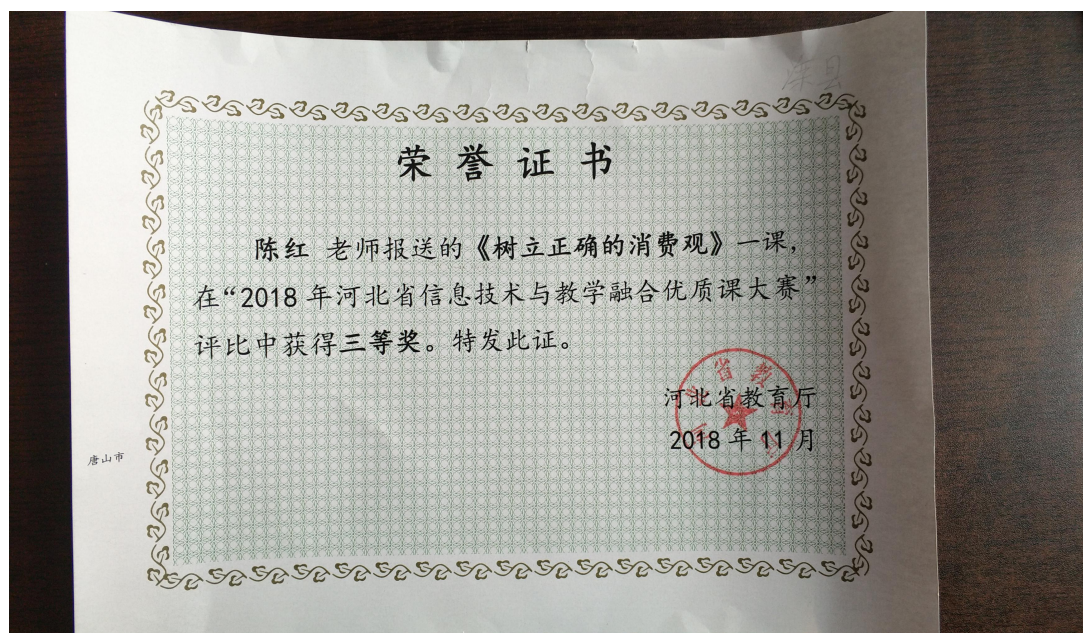 荣誉证书
陈红 老师报送的《树立正确的消费观》一课，
在“2018 年河北省信息技术与教学融合优质课大赛”
评比中获得三等奖。特发此证。
河北省教育厅
2018 年 11 月
唐山市